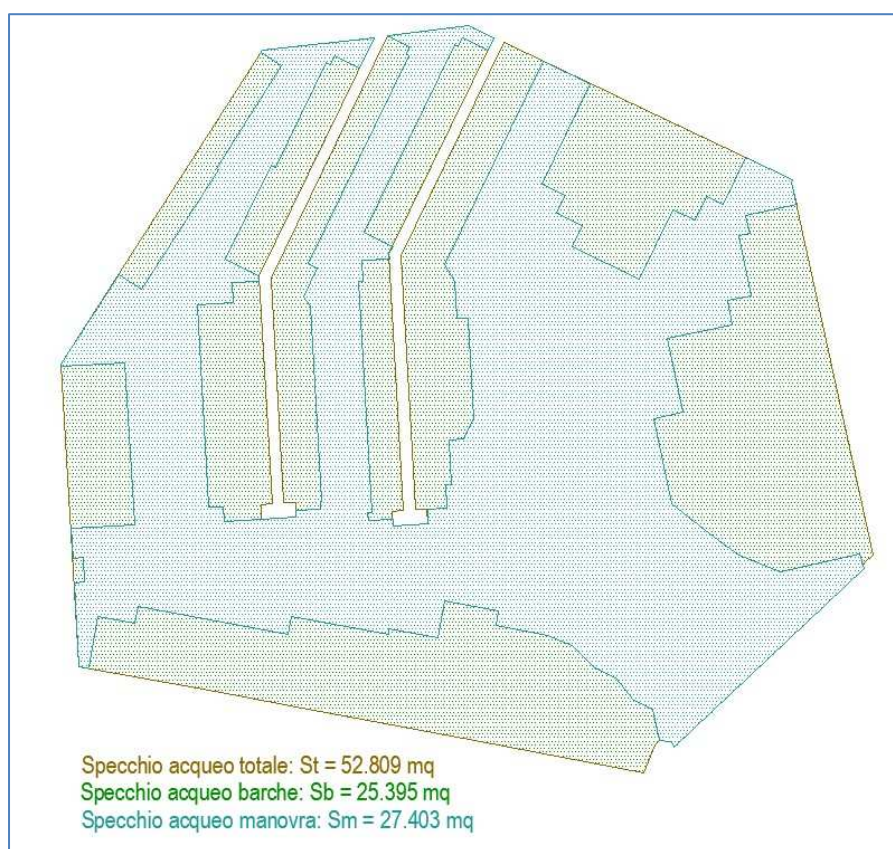 Specchio acqueo totale: St = 52.809 mq
Specchio acqueo barche: Sb = 25.395 mq
Specchio acqueo manovra: Sm = 27.403 mq